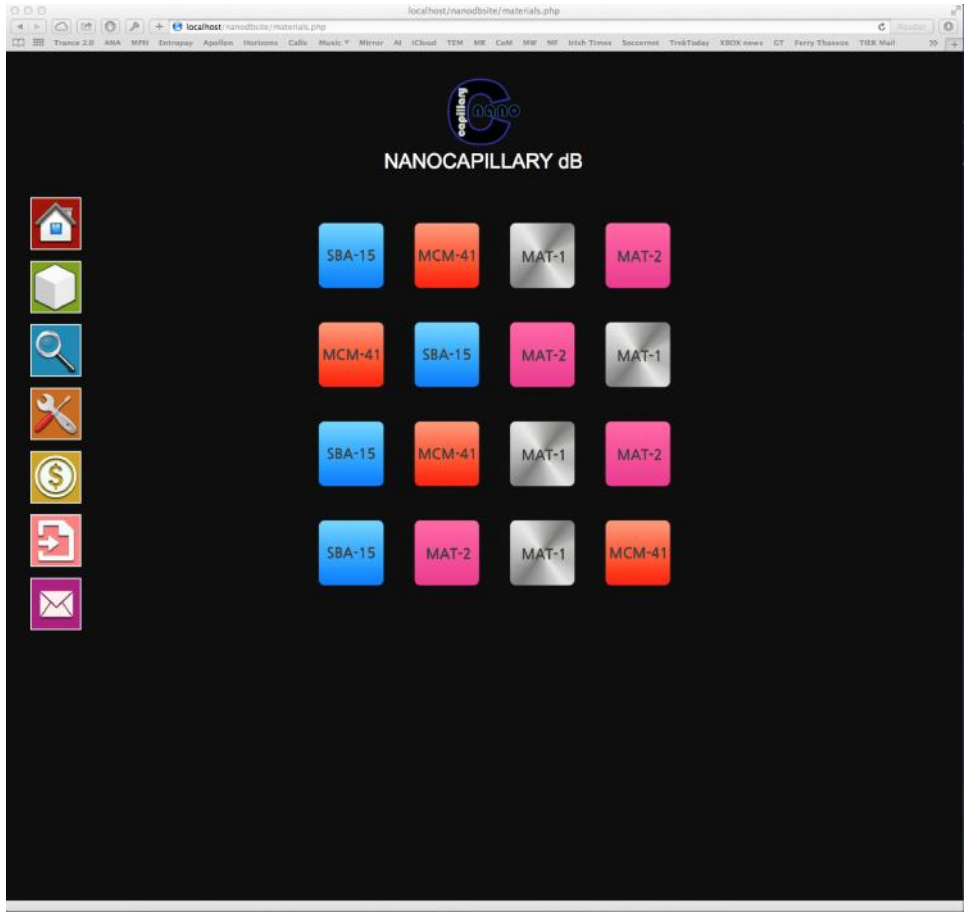 localhost/nanodbsite/materials.php
localhost/nanodbsite/materials.php Reader
Trance 2.0 ANA MPH Entropay Apollon Horizons Calls Music Mirror AI iCloud TEM MR CoM MW MF Irish Times Soccernet TrekToday XBOX news GT Ferry Thassos TIER Mail
capillary
nano
NANOCAPILLARY dB
SBA-15 MCM-41 MAT-1 MAT-2
MCM-41 SBA-15 MAT-2 MAT-1
SBA-15 MCM-41 MAT-1 MAT-2
SBA-15 MAT-2 MAT-1 MCM-41